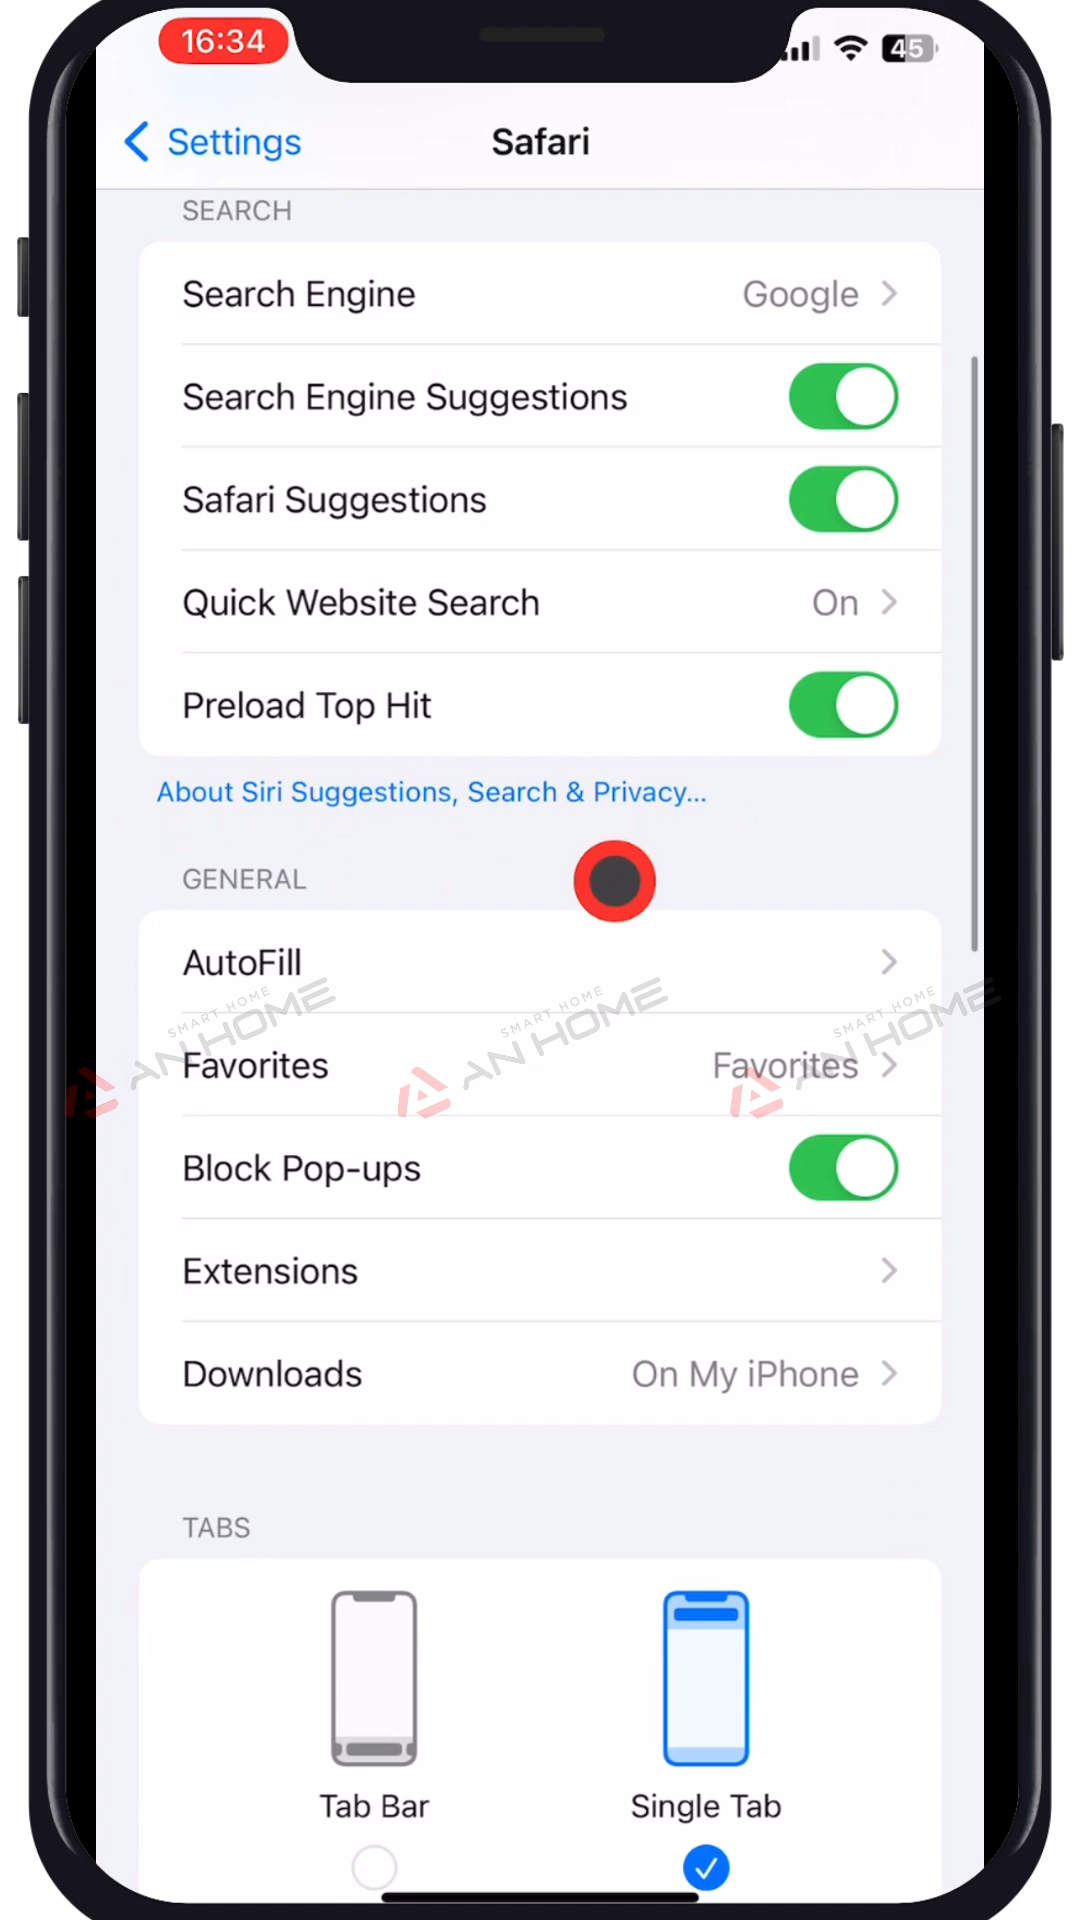 16:34
45
Settings
Safari
SEARCH
Search Engine
Google
Search Engine Suggestions
Safari Suggestions
Quick Website Search
On
Preload Top Hit
About Siri Suggestions, Search & Privacy...
GENERAL
AutoFill
SMART HOME
AN HOME
SMART HOME
AN HOME
SMART HOME
AN HOME
Favorites
Favorites
Block Pop-ups
Extensions
Downloads
On My iPhone
TABS
Tab Bar
Single Tab